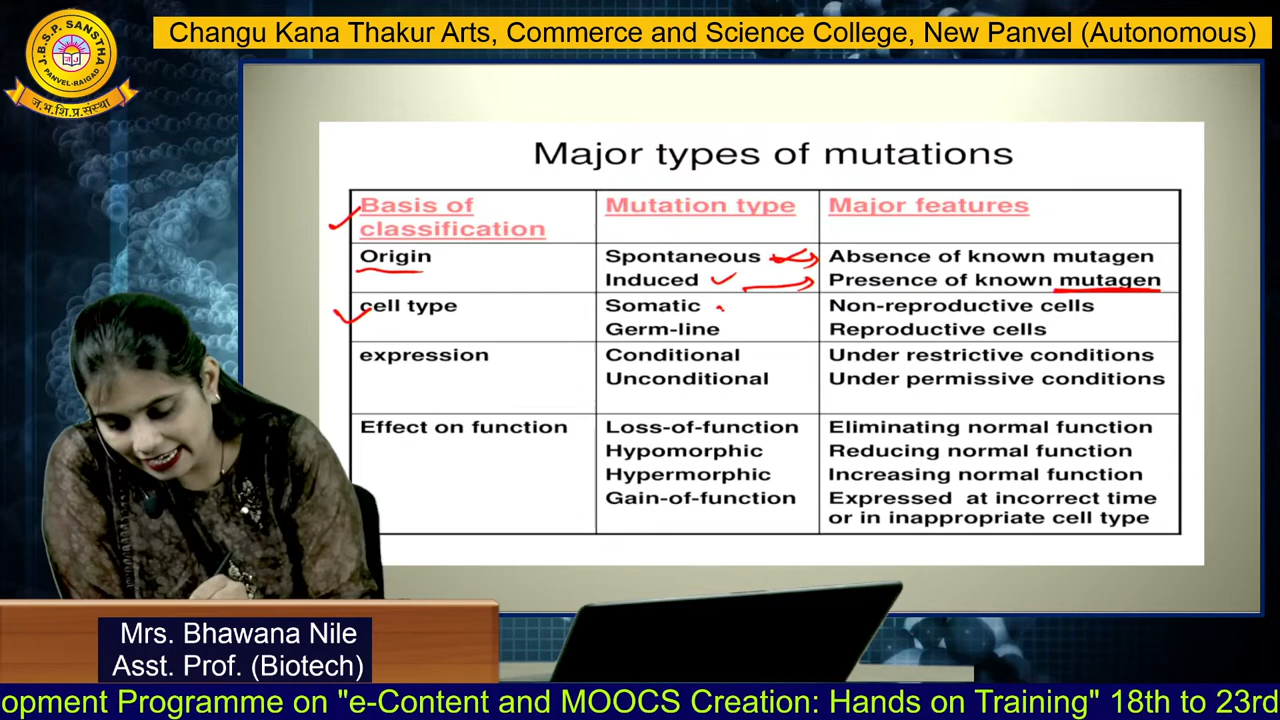 Changu Kana Thakur Arts, Commerce and Science College, New Panvel (Autonomous)
J.B.S.P. SANSTHA
PANVEL-RAIGAD
ज.भ.शि.प्र.संस्था
Major types of mutations
Basis of classification Mutation type Major features
Origin Spontaneous Absence of known mutagen
Induced Presence of known mutagen
cell type Somatic Non-reproductive cells
Germ-line Reproductive cells
expression Conditional Under restrictive conditions
Unconditional Under permissive conditions
Effect on function Loss-of-function Eliminating normal function
Hypomorphic Reducing normal function
Hypermorphic Increasing normal function
Gain-of-function Expressed at incorrect time
or in inappropriate cell type
Mrs. Bhawana Nile
Asst. Prof. (Biotech)
opment Programme on "e-Content and MOOCS Creation: Hands on Training" 18th to 23rd